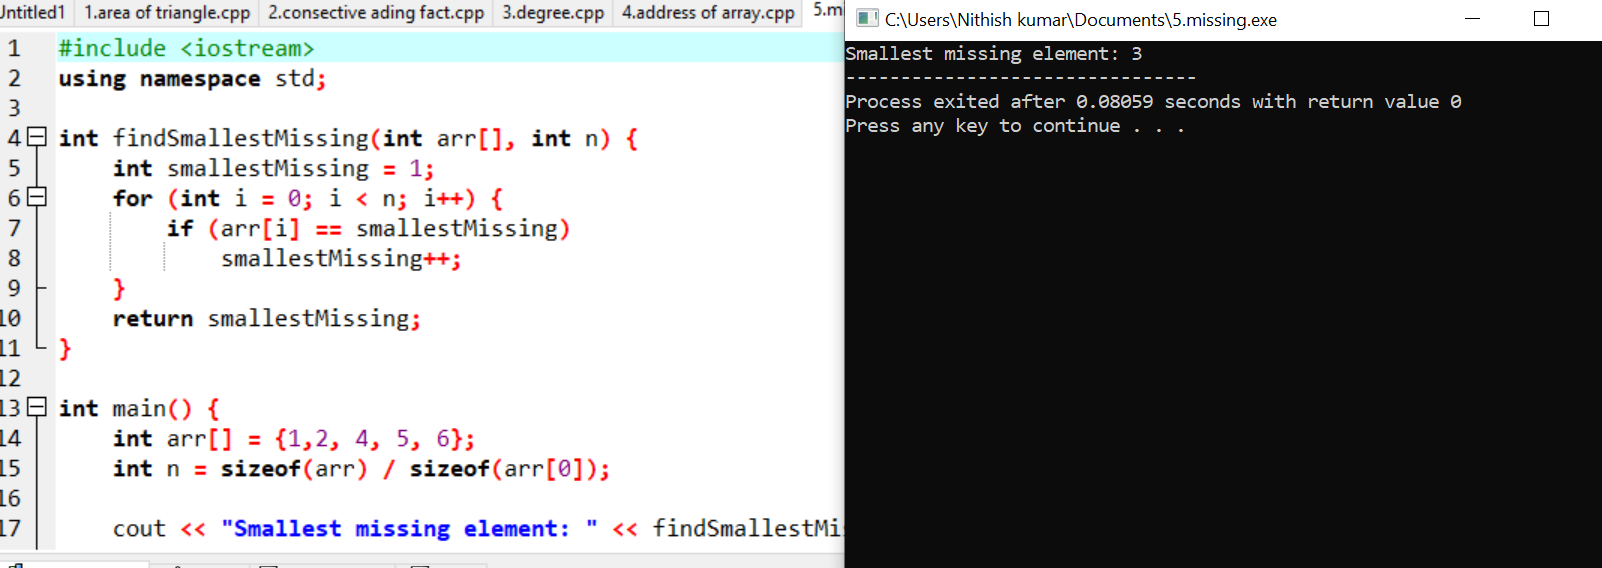 Untitled1 1.area of triangle.cpp 2.consective ading fact.cpp 3.degree.cpp 4.address of array.cpp 5.mi
1 #include <iostream>
2 using namespace std;
3
4 int findSmallestMissing(int arr[], int n) {
5 int smallestMissing = 1;
6 for (int i = 0; i < n; i++) {
7 if (arr[i] == smallestMissing)
8 smallestMissing++;
9 }
10 return smallestMissing;
11 }
12
13 int main() {
14 int arr[] = {1,2, 4, 5, 6};
15 int n = sizeof(arr) / sizeof(arr[0]);
16
17 cout << "Smallest missing element: " << findSmallestMi
C:\Users\Nithish kumar\Documents\5.missing.exe
Smallest missing element: 3
--------------------------------
Process exited after 0.08059 seconds with return value 0
Press any key to continue . . .